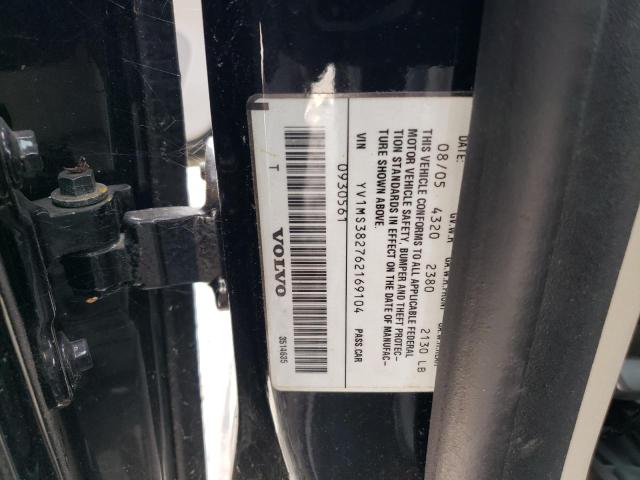 DATE:
08/05 4320 2380 2130 LB
THIS VEHICLE CONFORMS TO ALL APPLICABLE FEDERAL
MOTOR VEHICLE SAFETY, BUMPER AND THEFT PROTEC-
TION STANDARDS IN EFFECT ON THE DATE OF MANUFAC-
TURE SHOWN ABOVE.
VIN YV1MS382762169104 PASS CAR
0930561
T VOLVO 3514685